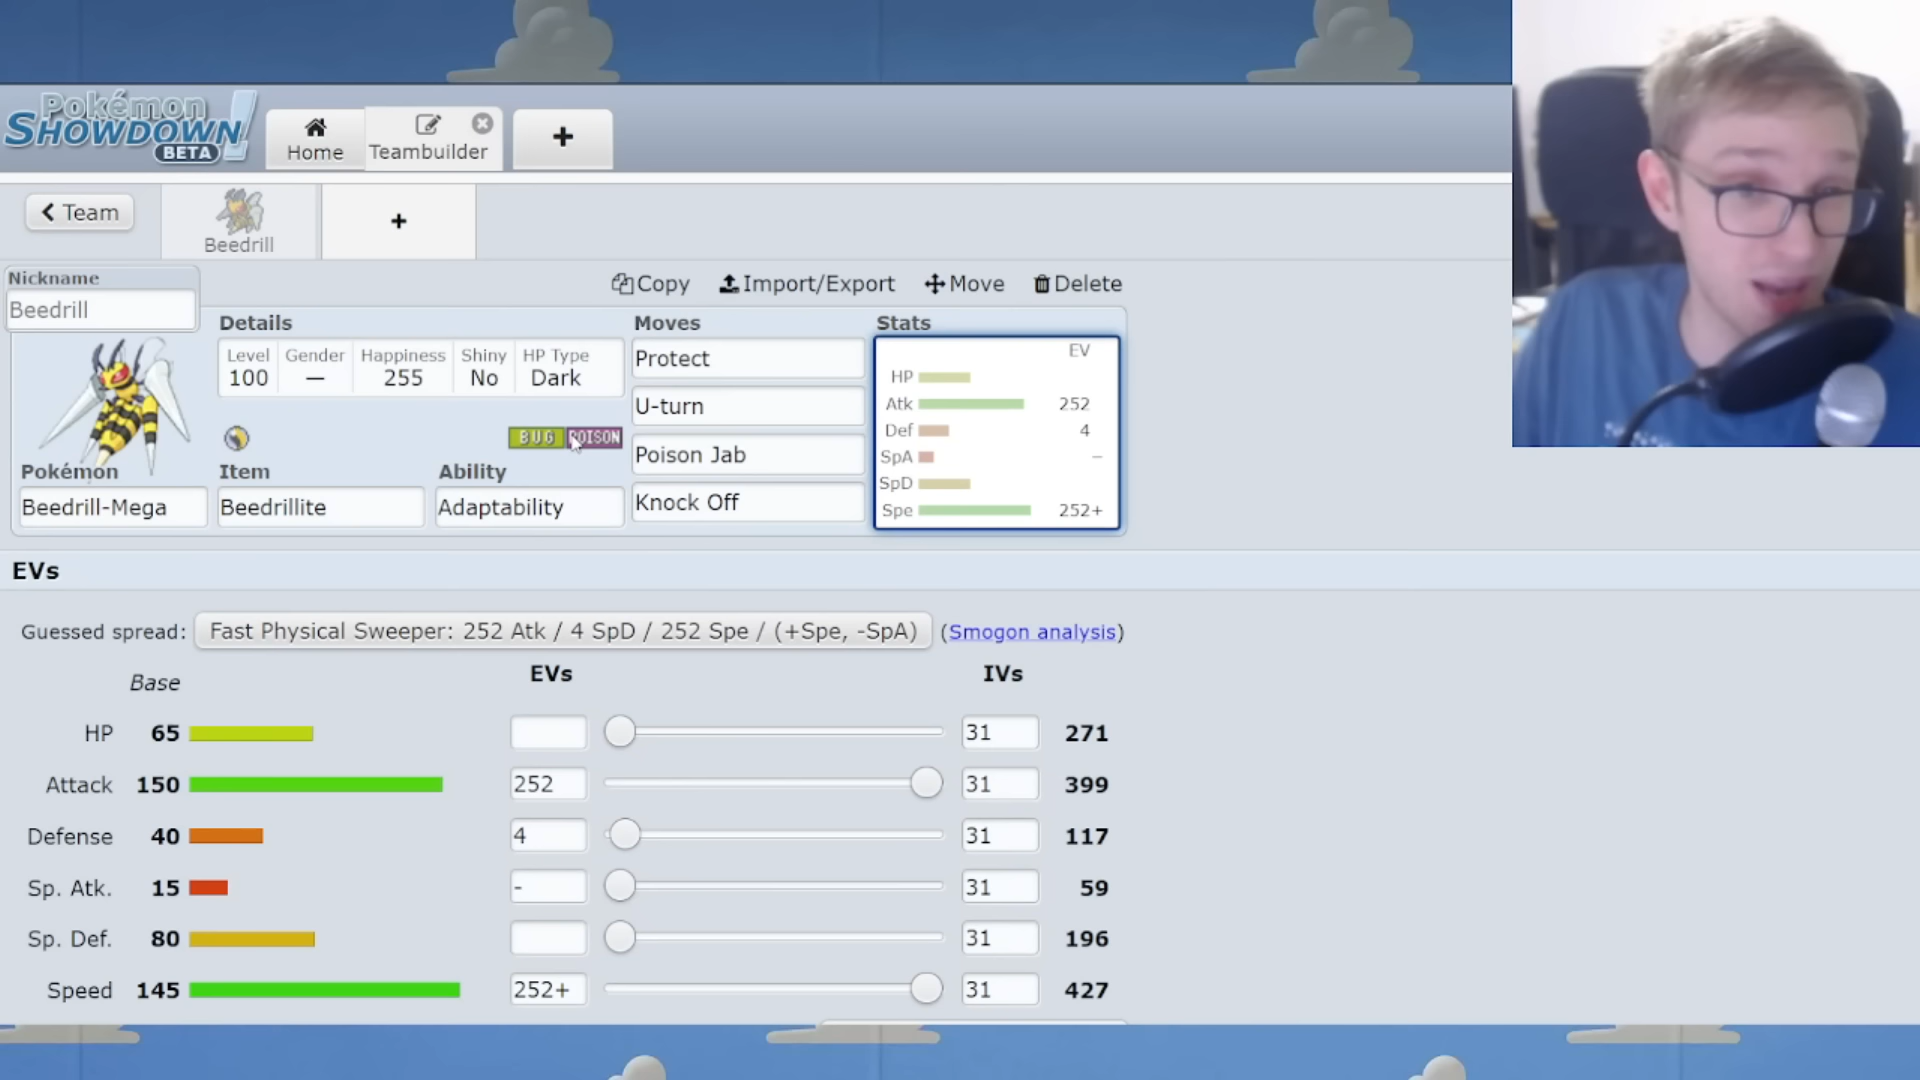 Pokémon
SHOWDOWN!
BETA
Home
Teambuilder
+
Team
Beedrill
+
Nickname
Beedrill
Copy
Import/Export
Move
Delete
Details
Moves
Stats
Level
100
Gender
—
Happiness
255
Shiny
No
HP Type
Dark
BUG
POISON
Pokémon
Item
Ability
Beedrill-Mega
Beedrillite
Adaptability
Protect
U-turn
Poison Jab
Knock Off
EV
HP
Atk 252
Def 4
SpA –
SpD
Spe 252+
EVs
Guessed spread: Fast Physical Sweeper: 252 Atk / 4 SpD / 252 Spe / (+Spe, -SpA) (Smogon analysis)
Base EVs IVs
HP 65 31 271
Attack 150 252 31 399
Defense 40 4 31 117
Sp. Atk. 15 - 31 59
Sp. Def. 80 31 196
Speed 145 252+ 31 427